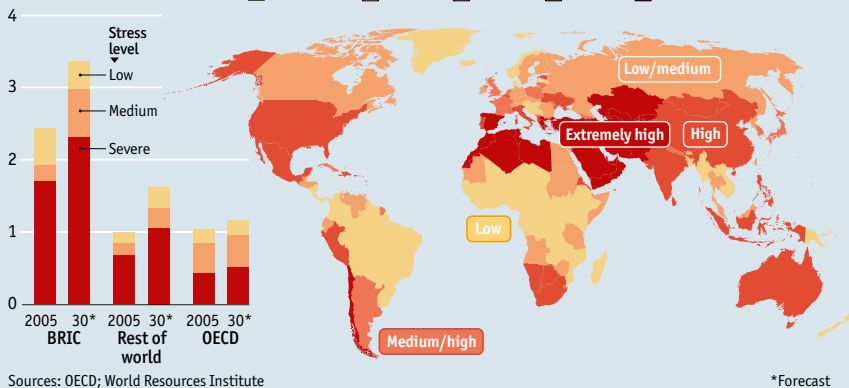 4
3
2
1
0
Stress
level
Low
Medium
Severe
2005 30* 2005 30* 2005 30*
BRIC Rest of OECD
world
Low/medium
Extremely high
High
Low
Medium/high
Sources: OECD; World Resources Institute
*Forecast